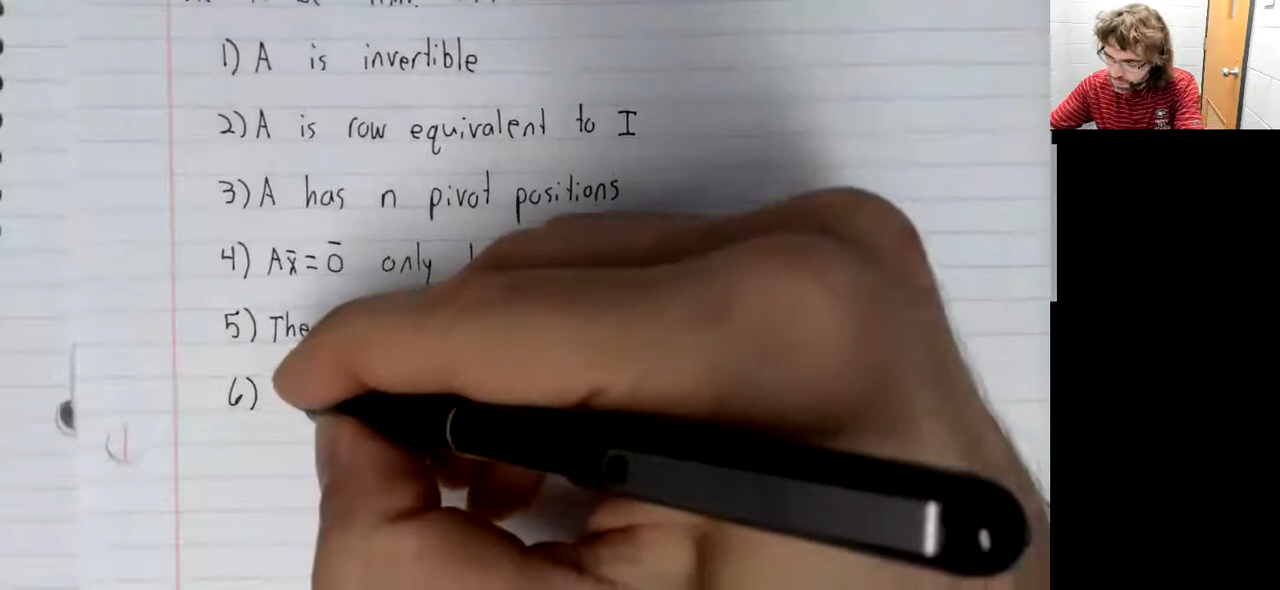 1) A is invertible
2) A is row equivalent to I
3) A has n pivot positions
4) Ax̄ = 0̄ only
5) The
6)